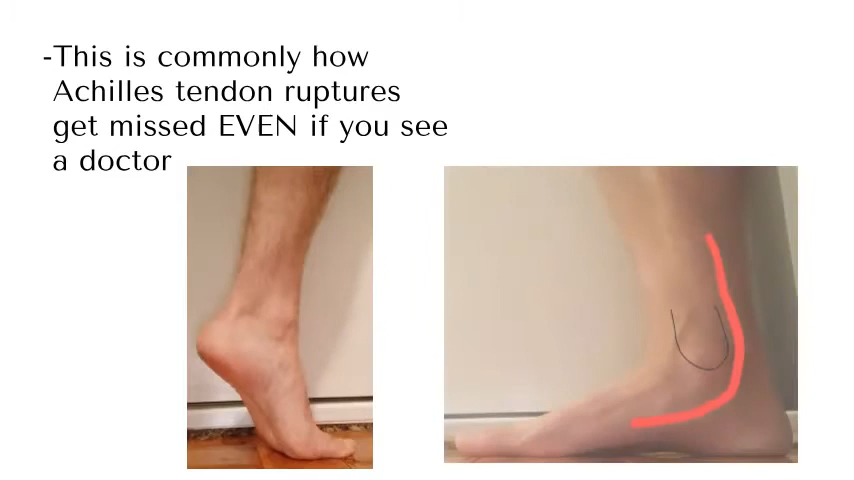 -This is commonly how
Achilles tendon ruptures
get missed EVEN if you see
a doctor